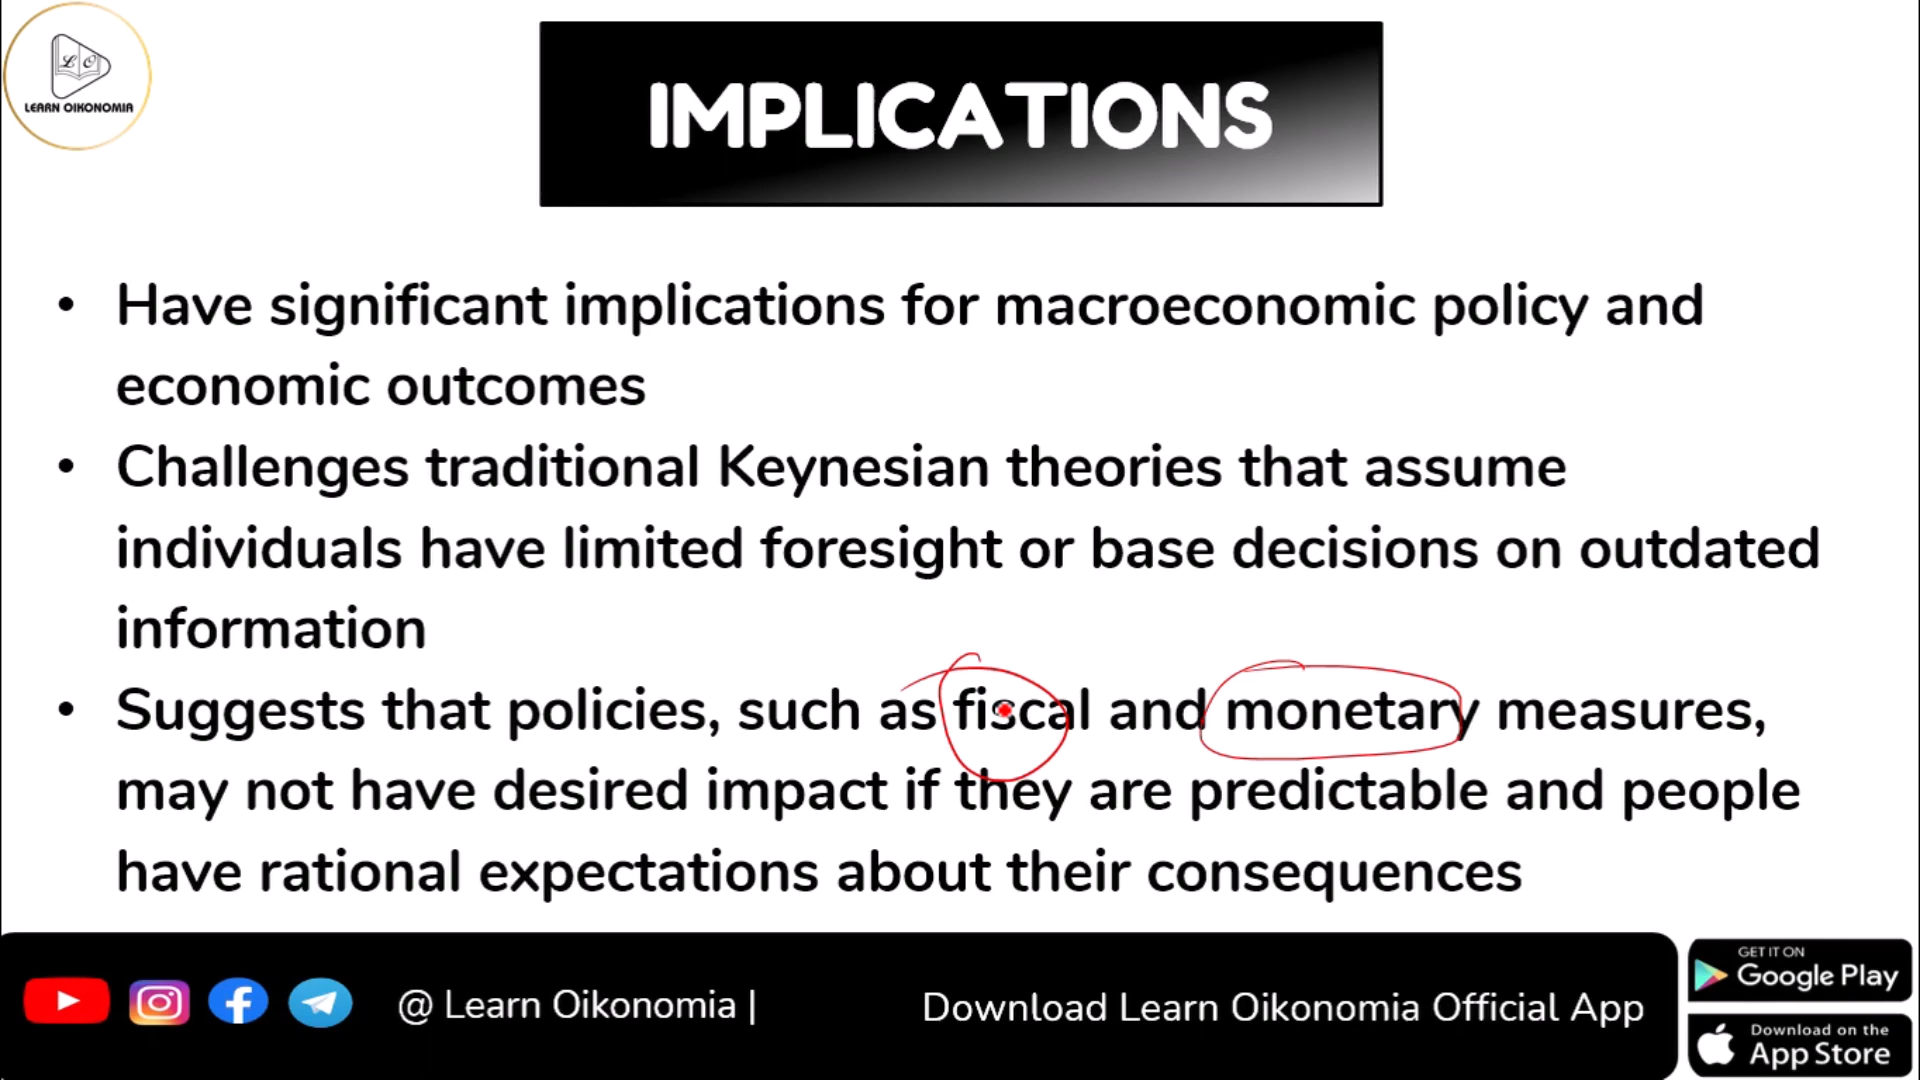 L O
LEARN OIKONOMIA
IMPLICATIONS
• Have significant implications for macroeconomic policy and
economic outcomes
• Challenges traditional Keynesian theories that assume
individuals have limited foresight or base decisions on outdated
information
• Suggests that policies, such as fiscal and monetary measures,
may not have desired impact if they are predictable and people
have rational expectations about their consequences
@ Learn Oikonomia |
Download Learn Oikonomia Official App
GET IT ON
Google Play
Download on the
App Store